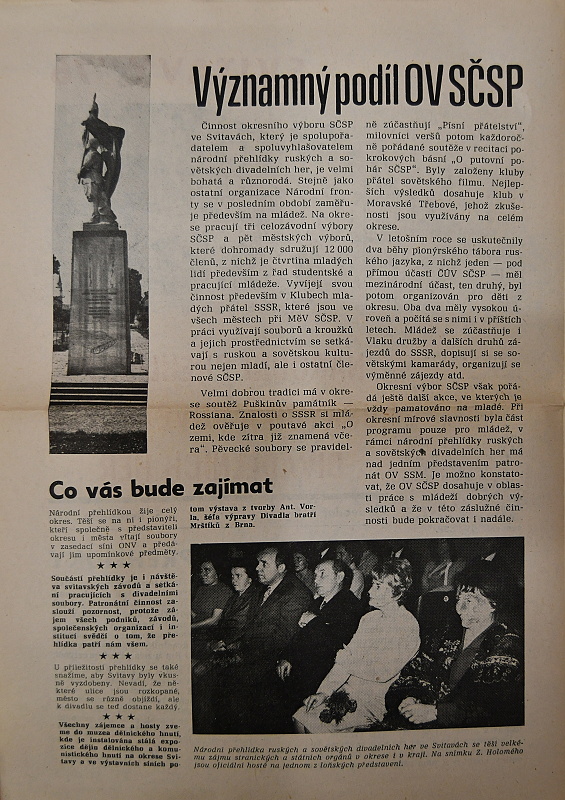 Významný podíl OV SČSP
Činnost okresního výboru SČSP
ve Svitavách, který je spolupořa-
datelem a spoluvyhlašovatelem
národní přehlídky ruských a so-
větských divadelních her, je velmi
bohatá a různorodá. Stejně jako
ostatní organizace Národní fron-
ty se v posledním období zaměřu-
je především na mládež. Na okre-
se pracují tři celozávodní výbory
SČSP a pět městských výborů,
které dohromady sdružují 12 000
členů, z nichž je čtvrtina mladých
lidí především z řad studentské a
pracující mládeže. Vyvíjejí svou
činnost především v Klubech mla-
dých přátel SSSR, které jsou ve
všech městech při MěV SČSP. V
práci využívají souborů a kroužků
a jejich prostřednictvím se setká-
vají s ruskou a sovětskou kultu-
rou nejen mladí, ale i ostatní čle-
nové SČSP.
Velmi dobrou tradici má v okre-
se soutěž Puškinův památník —
Rossiana. Znalosti o SSSR si mlá-
dež ověřuje v poutavé akci „O
zemi, kde zítra již znamená vče-
ra“. Pěvecké soubory se pravidel-
ně zúčastňují „Písní přátelství“,
milovníci veršů potom každoroč-
ně pořádané soutěže v recitaci po-
krokových básní „O putovní po-
hár SČSP“. Byly založeny kluby
přátel sovětského filmu. Nejlep-
ších výsledků dosahuje klub v
Moravské Třebové, jehož zkuše-
nosti jsou využívány na celém
okrese.
V letošním roce se uskutečnily
dva běhy pionýrského tábora rus-
kého jazyka, z nichž jeden — pod
přímou účastí ČÚV SČSP — měl
mezinárodní účast, ten druhý, byl
potom organizován pro děti z
okresu. Oba dva měly vysokou ú-
roveň a počítá se s nimi i v příštích
letech. Mládež se zúčastňuje i
Vlaku družby a dalších druhů zá-
jezdů do SSSR, dopisují si se so-
větskými kamarády, organizují se
výměnné zájezdy atd.
Okresní výbor SČSP však pořá-
dá ještě další akce, ve kterých je
vždy pamatováno na mladé. Při
okresní mírové slavnosti byla část
programu pouze pro mládež, v
rámci národní přehlídky ruských
a sovětských divadelních her má
nad jedním představením patro-
nát OV SSM. Je možno konstato-
vat, že OV SČSP dosahuje v oblas-
ti práce s mládeží dobrých vý-
sledků a že v této záslužné čin-
nosti bude pokračovat i nadále.
Co vás bude zajímat
Národní přehlídkou žije celý
okres. Těší se na ni i pionýři,
kteří společně s představiteli
okresu i města vítají soubory
v zasedací síni ONV a předá-
vají jim upomínkové předměty.
★ ★ ★
Součástí přehlídky je i návště-
va svitavských závodů a setká-
ní pracujících s divadelními
soubory. Patronátní činnost za-
slouží pozornost, protože zá-
jem všech podniků, závodů,
společenských organizací i in-
stitucí svědčí o tom, že pře-
hlídka patří nám všem.
★ ★ ★
U příležitosti přehlídky se také
snažíme, aby Svitavy byly vkus-
ně vyzdobeny. Nevadí, že ně-
které ulice jsou rozkopané,
město se různě objíždí, ale
k divadlu se teď dostane každý.
★ ★ ★
Všechny zájemce a hosty zve-
me do muzea dělnického hnutí,
kde je instalována stálá expo-
zice dějin dělnického a komu-
nistického hnutí na okrese Svi-
tavy a ve výstavních síních po-
tom výstava z tvorby Ant. Vor-
la, šéfa výpravy Divadla bratří
Mrštíků z Brna.
Národní přehlídka ruských a sovětských divadelních her ve Svitavách se těší velké-
mu zájmu stranických a státních orgánů v okrese i v kraji. Na snímku Z. Holomého
jsou oficiální hosté na jednom z loňských představení.